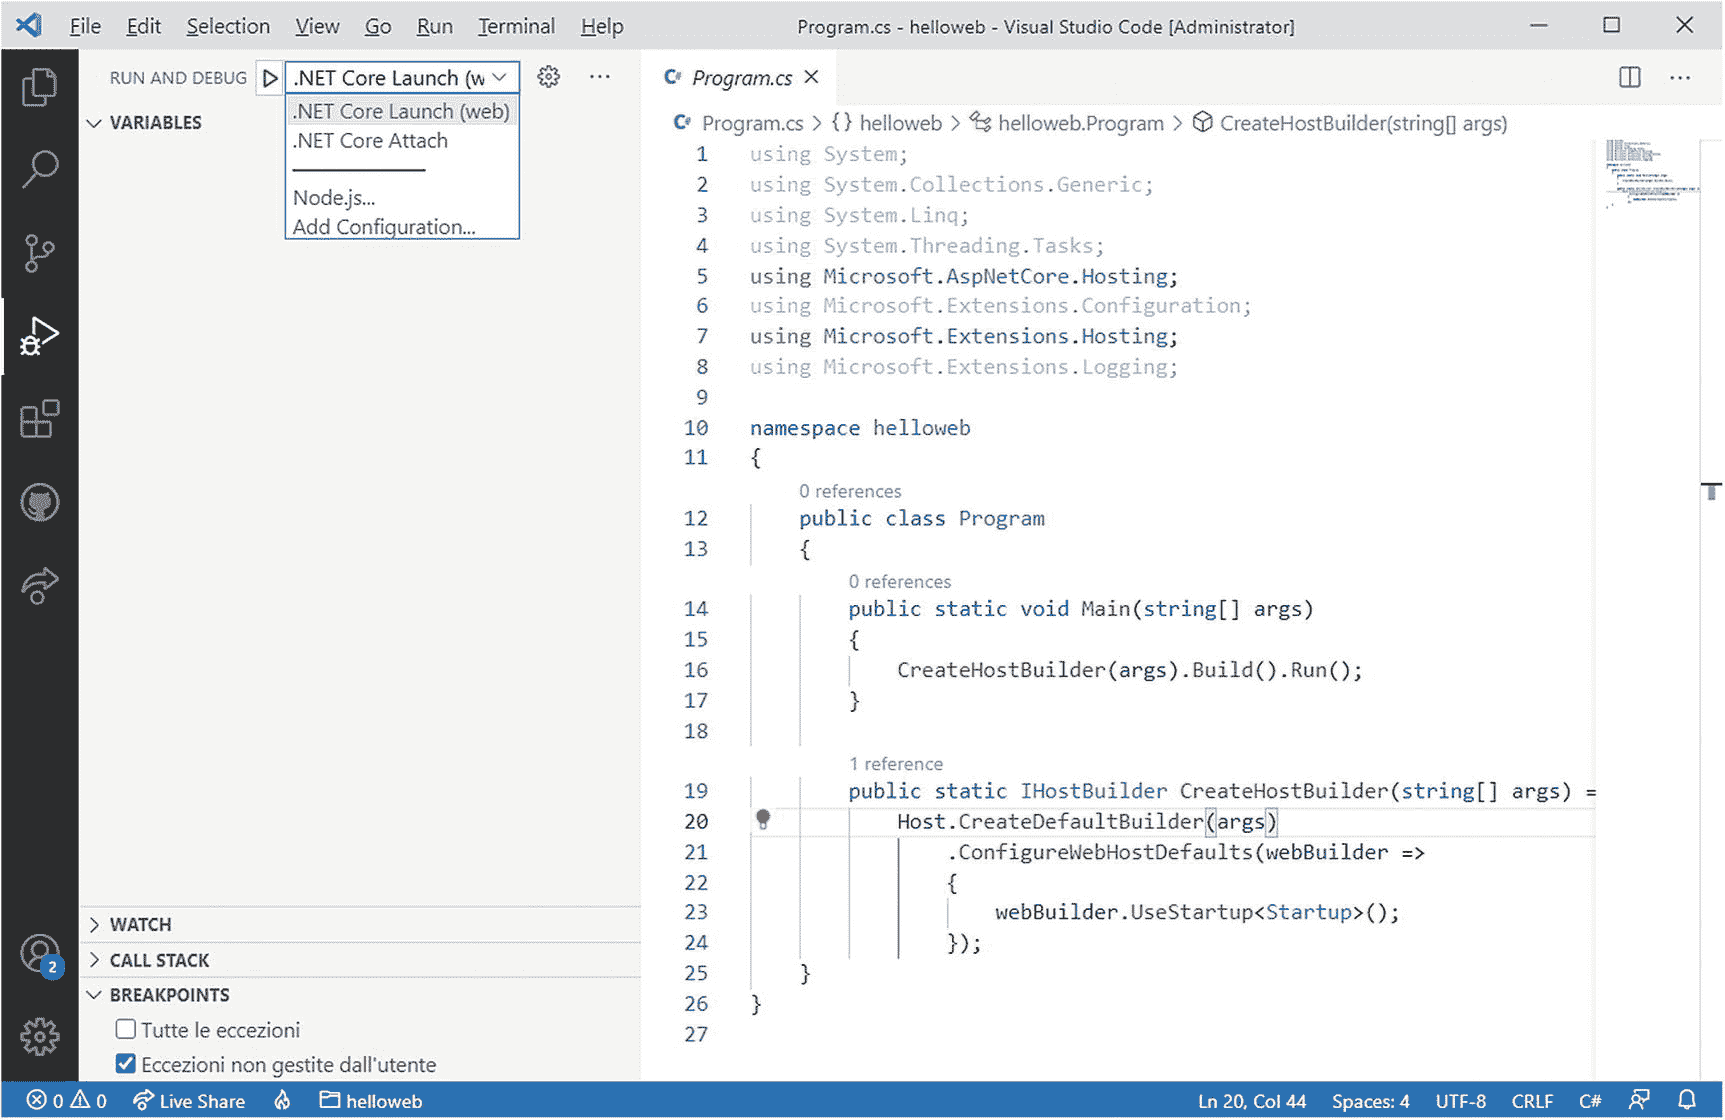 File Edit Selection View Go Run Terminal Help
Program.cs - helloweb - Visual Studio Code [Administrator]
RUN AND DEBUG
.NET Core Launch (w
.NET Core Launch (web)
.NET Core Attach
Node.js...
Add Configuration...
VARIABLES
WATCH
CALL STACK
BREAKPOINTS
Tutte le eccezioni
Eccezioni non gestite dall'utente
2
C# Program.cs
C# Program.cs > {} helloweb > helloweb.Program > CreateHostBuilder(string[] args)
1 using System;
2 using System.Collections.Generic;
3 using System.Linq;
4 using System.Threading.Tasks;
5 using Microsoft.AspNetCore.Hosting;
6 using Microsoft.Extensions.Configuration;
7 using Microsoft.Extensions.Hosting;
8 using Microsoft.Extensions.Logging;
9
10 namespace helloweb
11 {
0 references
12 public class Program
13 {
0 references
14 public static void Main(string[] args)
15 {
16 CreateHostBuilder(args).Build().Run();
17 }
18
1 reference
19 public static IHostBuilder CreateHostBuilder(string[] args) =
20 Host.CreateDefaultBuilder(args)
21 .ConfigureWebHostDefaults(webBuilder =>
22 {
23 webBuilder.UseStartup<Startup>();
24 });
25 }
26 }
27
0 0 Live Share helloweb
Ln 20, Col 44 Spaces: 4 UTF-8 CRLF C#